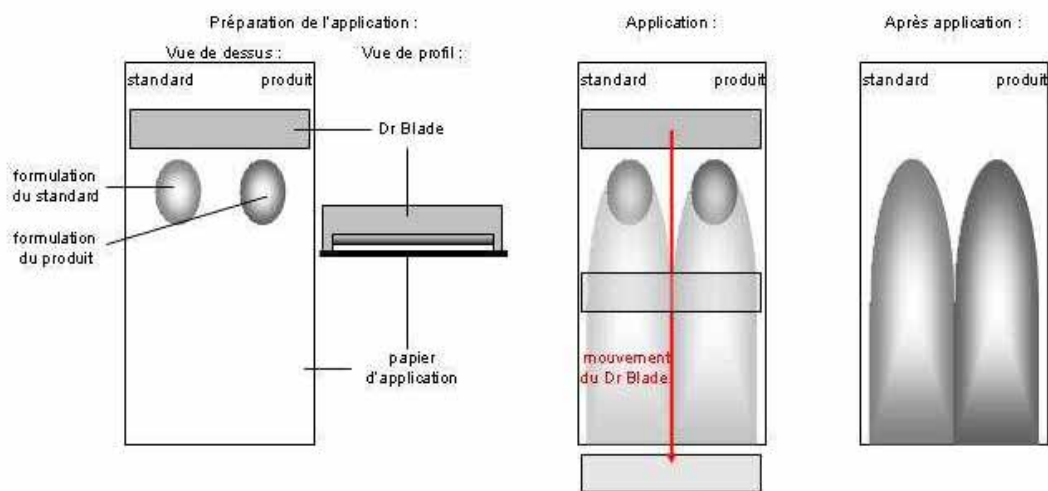 Préparation de l'application :
Vue de dessus :
Vue de profil :
standard produit
Dr Blade
formulation
du standard
formulation
du produit
papier
d'application
Application :
standard produit
mouvement
du Dr Blade
Après application :
standard produit